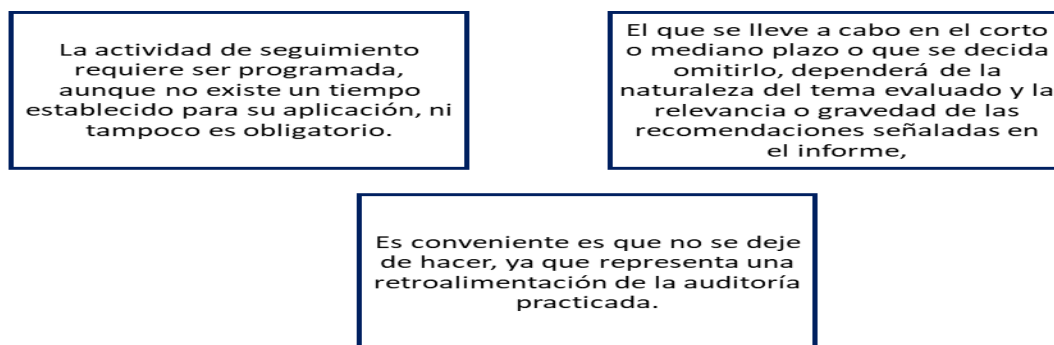 La actividad de seguimiento
requiere ser programada,
aunque no existe un tiempo
establecido para su aplicación, ni
tampoco es obligatorio.
El que se lleve a cabo en el corto
o mediano plazo o que se decida
omitirlo, dependerá de la
naturaleza del tema evaluado y la
relevancia o gravedad de las
recomendaciones señaladas en
el informe,
Es conveniente es que no se deje
de hacer, ya que representa una
retroalimentación de la auditoría
practicada.